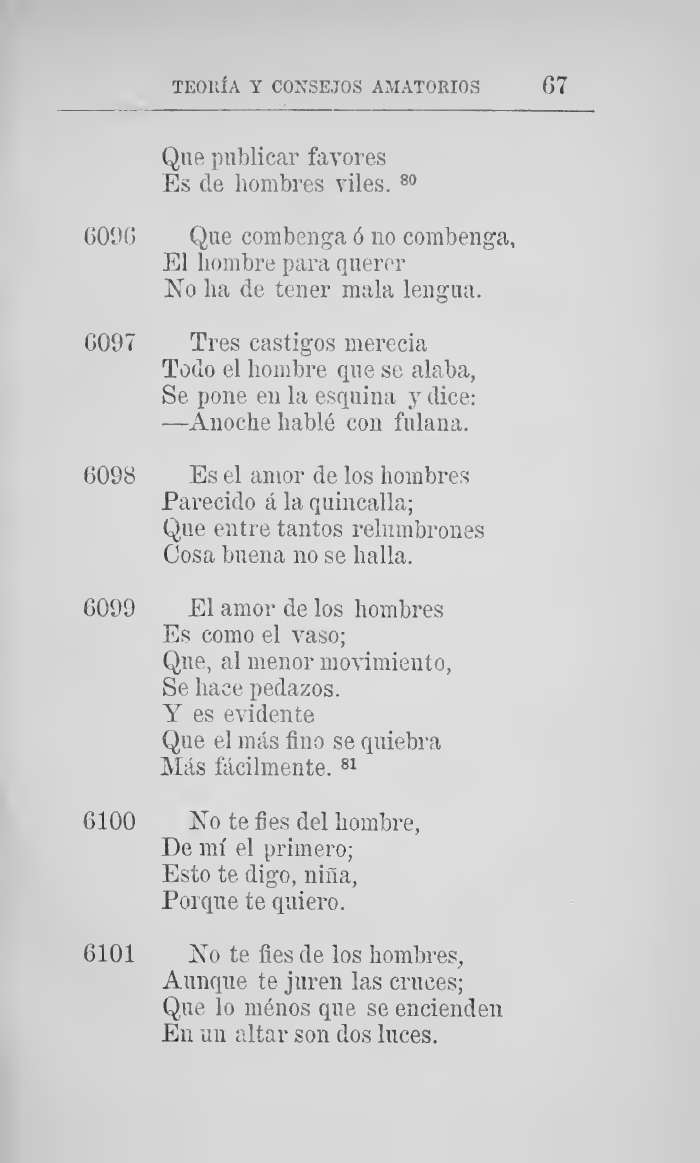 TEORÍA Y CONSEJOS AMATORIOS 67
Que publicar favores
Es de hombres viles. 80
6096 Que combenga ó no combenga,
El hombre para querer
No ha de tener mala lengua.
6097 Tres castigos merecia
Todo el hombre que se alaba,
Se pone en la esquina y dice:
—Anoche hablé con fulana.
6098 Es el amor de los hombres
Parecido á la quincalla;
Que entre tantos relumbrones
Cosa buena no se halla.
6099 El amor de los hombres
Es como el vaso;
Que, al menor movimiento,
Se hace pedazos.
Y es evidente
Que el más fino se quiebra
Más fácilmente. 81
6100 No te fies del hombre,
De mí el primero;
Esto te digo, niña,
Porque te quiero.
6101 No te fies de los hombres,
Aunque te juren las cruces;
Que lo ménos que se encienden
En un altar son dos luces.